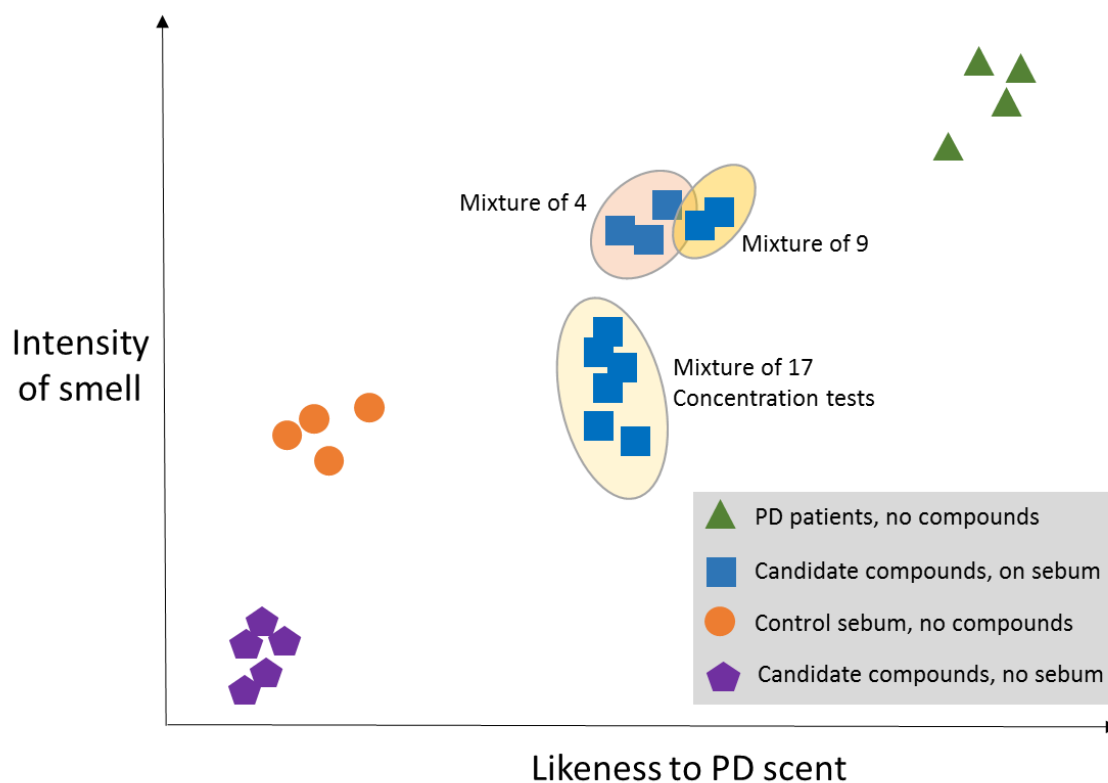 Mixture of 4
Mixture of 9
Intensity
of smell
Mixture of 17
Concentration tests
PD patients, no compounds
Candidate compounds, on sebum
Control sebum, no compounds
Candidate compounds, no sebum
Likeness to PD scent